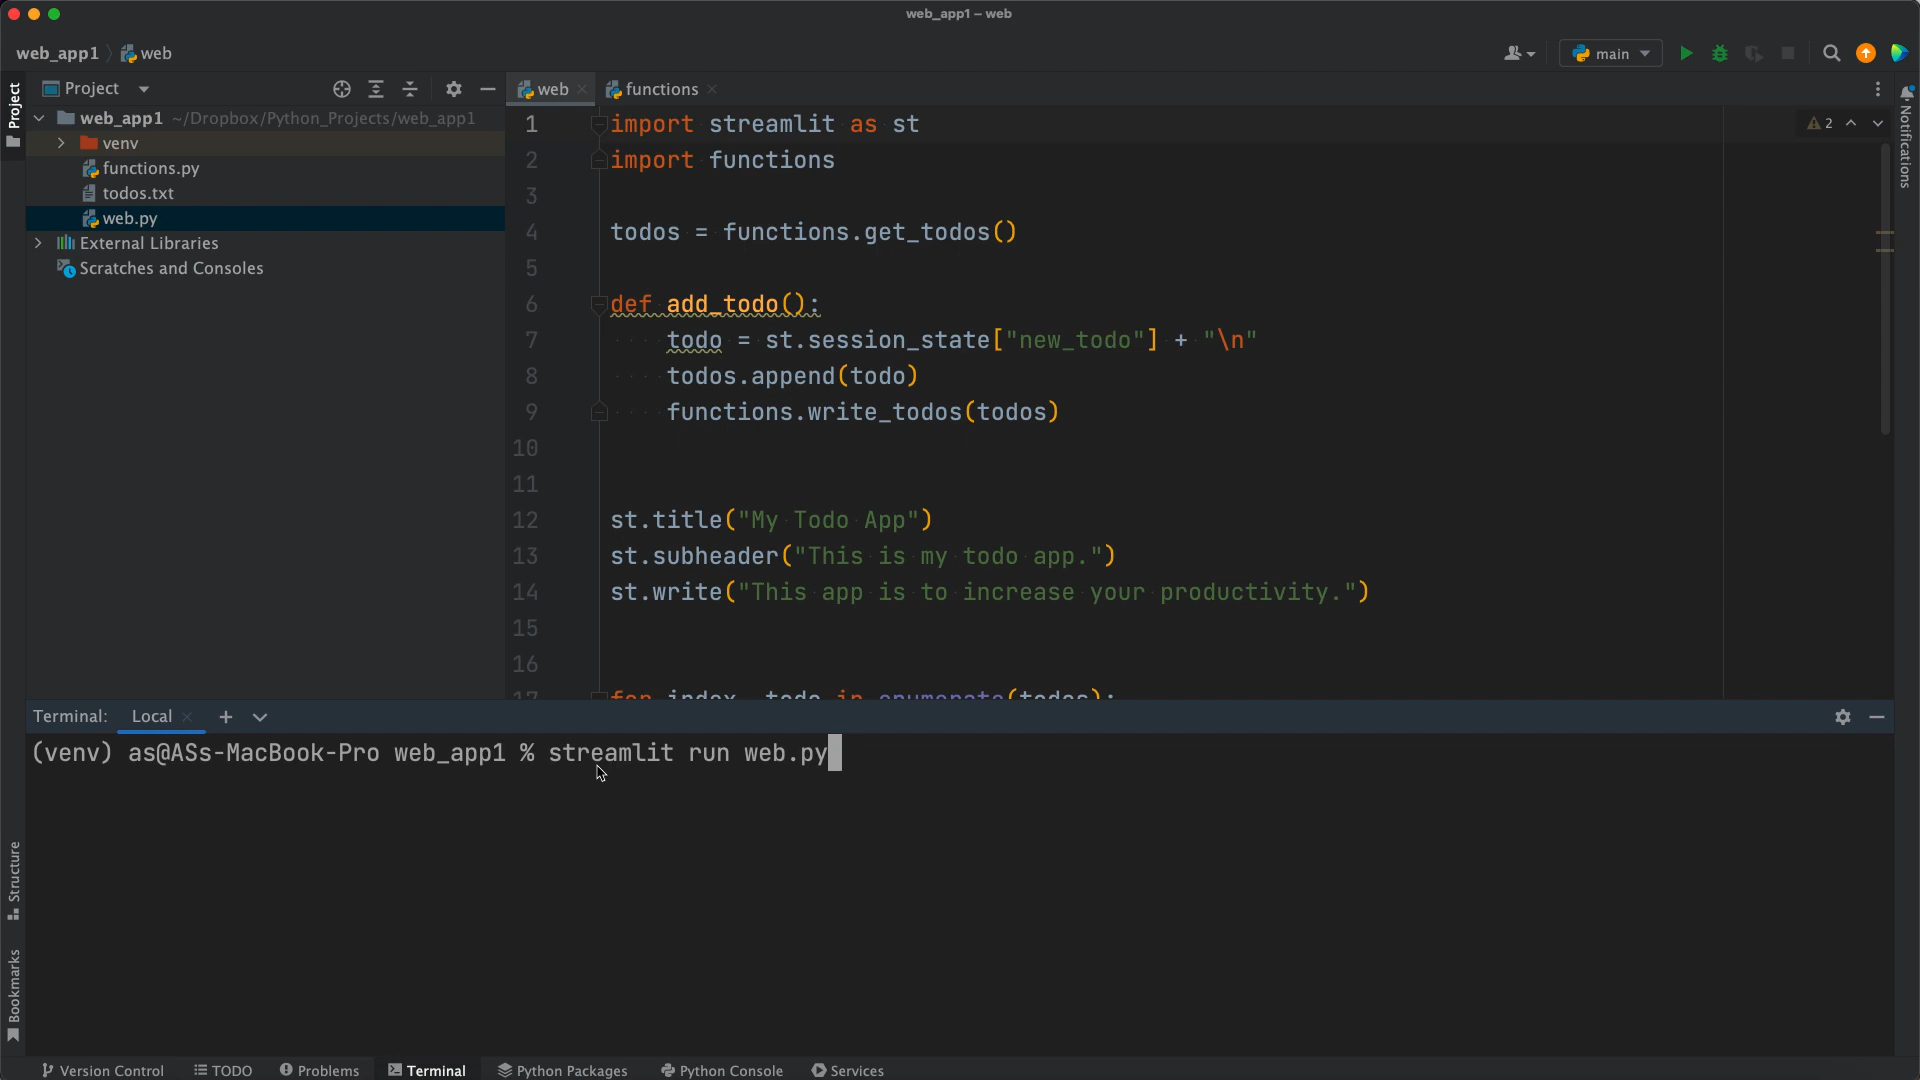 web_app1 – web
web_app1 web
main
Project
Project
web
functions
web_app1 ~/Dropbox/Python_Projects/web_app1
venv
functions.py
todos.txt
web.py
External Libraries
Scratches and Consoles
2
Notifications
1 import streamlit as st
2 import functions
3
4 todos = functions.get_todos()
5
6 def add_todo():
7 todo = st.session_state["new_todo"] + "\n"
8 todos.append(todo)
9 functions.write_todos(todos)
10
11
12 st.title("My Todo App")
13 st.subheader("This is my todo app.")
14 st.write("This app is to increase your productivity.")
15
16
17 for index, todo in enumerate(todos):
Terminal: Local
(venv) as@ASs-MacBook-Pro web_app1 % streamlit run web.py
Structure
Bookmarks
Version Control
TODO
Problems
Terminal
Python Packages
Python Console
Services